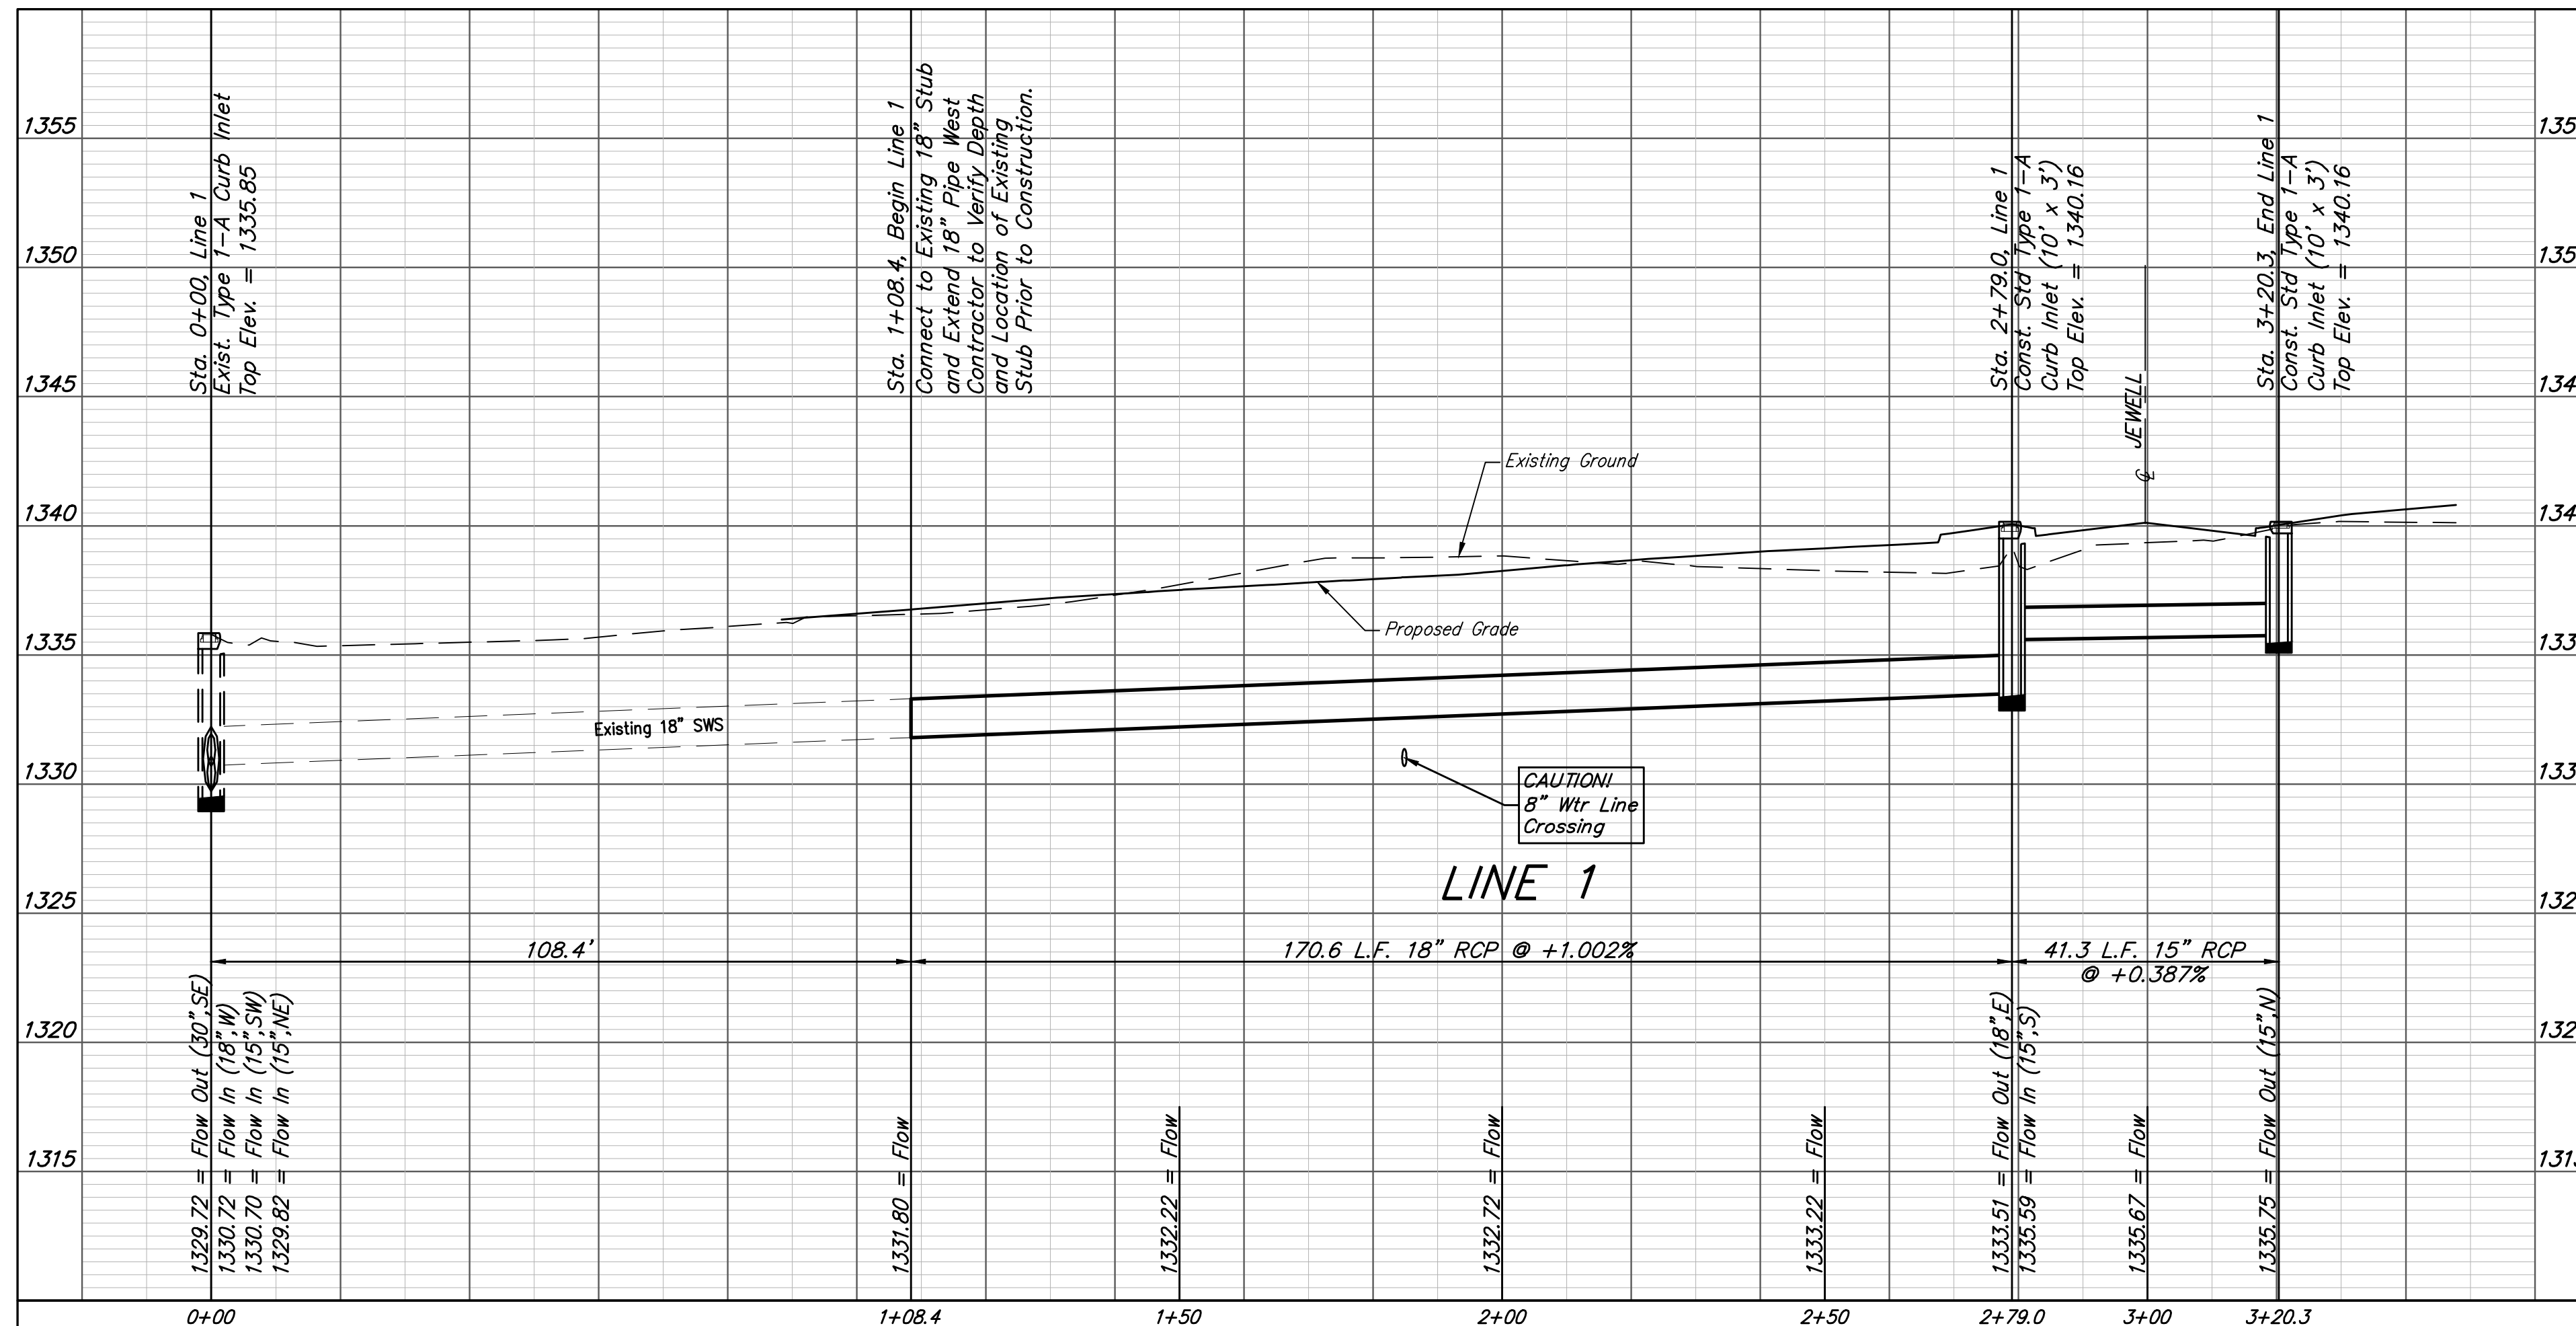 Sta. 0+00, Line 1
Exist. Type 1-A Curb Inlet
Top Elev. = 1335.85
Sta. 1+08.4, Begin Line 1
Connect to Existing 18" Stub
and Extend 18" Pipe West
Contractor to Verify Depth
and Location of Existing
Stub Prior to Construction.
Sta. 2+79.0, Line 1
Const. Std Type 1-A
Curb Inlet (10' x 3')
Top Elev. = 1340.16
Sta. 3+20.3, End Line 1
Const. Std Type 1-A
Curb Inlet (10' x 3')
Top Elev. = 1340.16
1355
1350
1345
1340
1335
1330
1325
1320
1315
135
135
134
134
133
133
132
132
131
JEWELL
℄
Existing Ground
Proposed Grade
Existing 18" SWS
CAUTION!
8" Wtr Line
Crossing
LINE 1
108.4'
170.6 L.F. 18" RCP @ +1.002%
41.3 L.F. 15" RCP
@ +0.387%
1329.72 = Flow Out (30",SE)
1330.72 = Flow In (18",W)
1330.70 = Flow In (15",SW)
1329.82 = Flow In (15",NE)
1331.80 = Flow
1332.22 = Flow
1332.72 = Flow
1333.22 = Flow
1333.51 = Flow Out (18",E)
1335.59 = Flow In (15",S)
1335.67 = Flow
1335.75 = Flow Out (15",N)
0+00
1+08.4
1+50
2+00
2+50
2+79.0
3+00
3+20.3